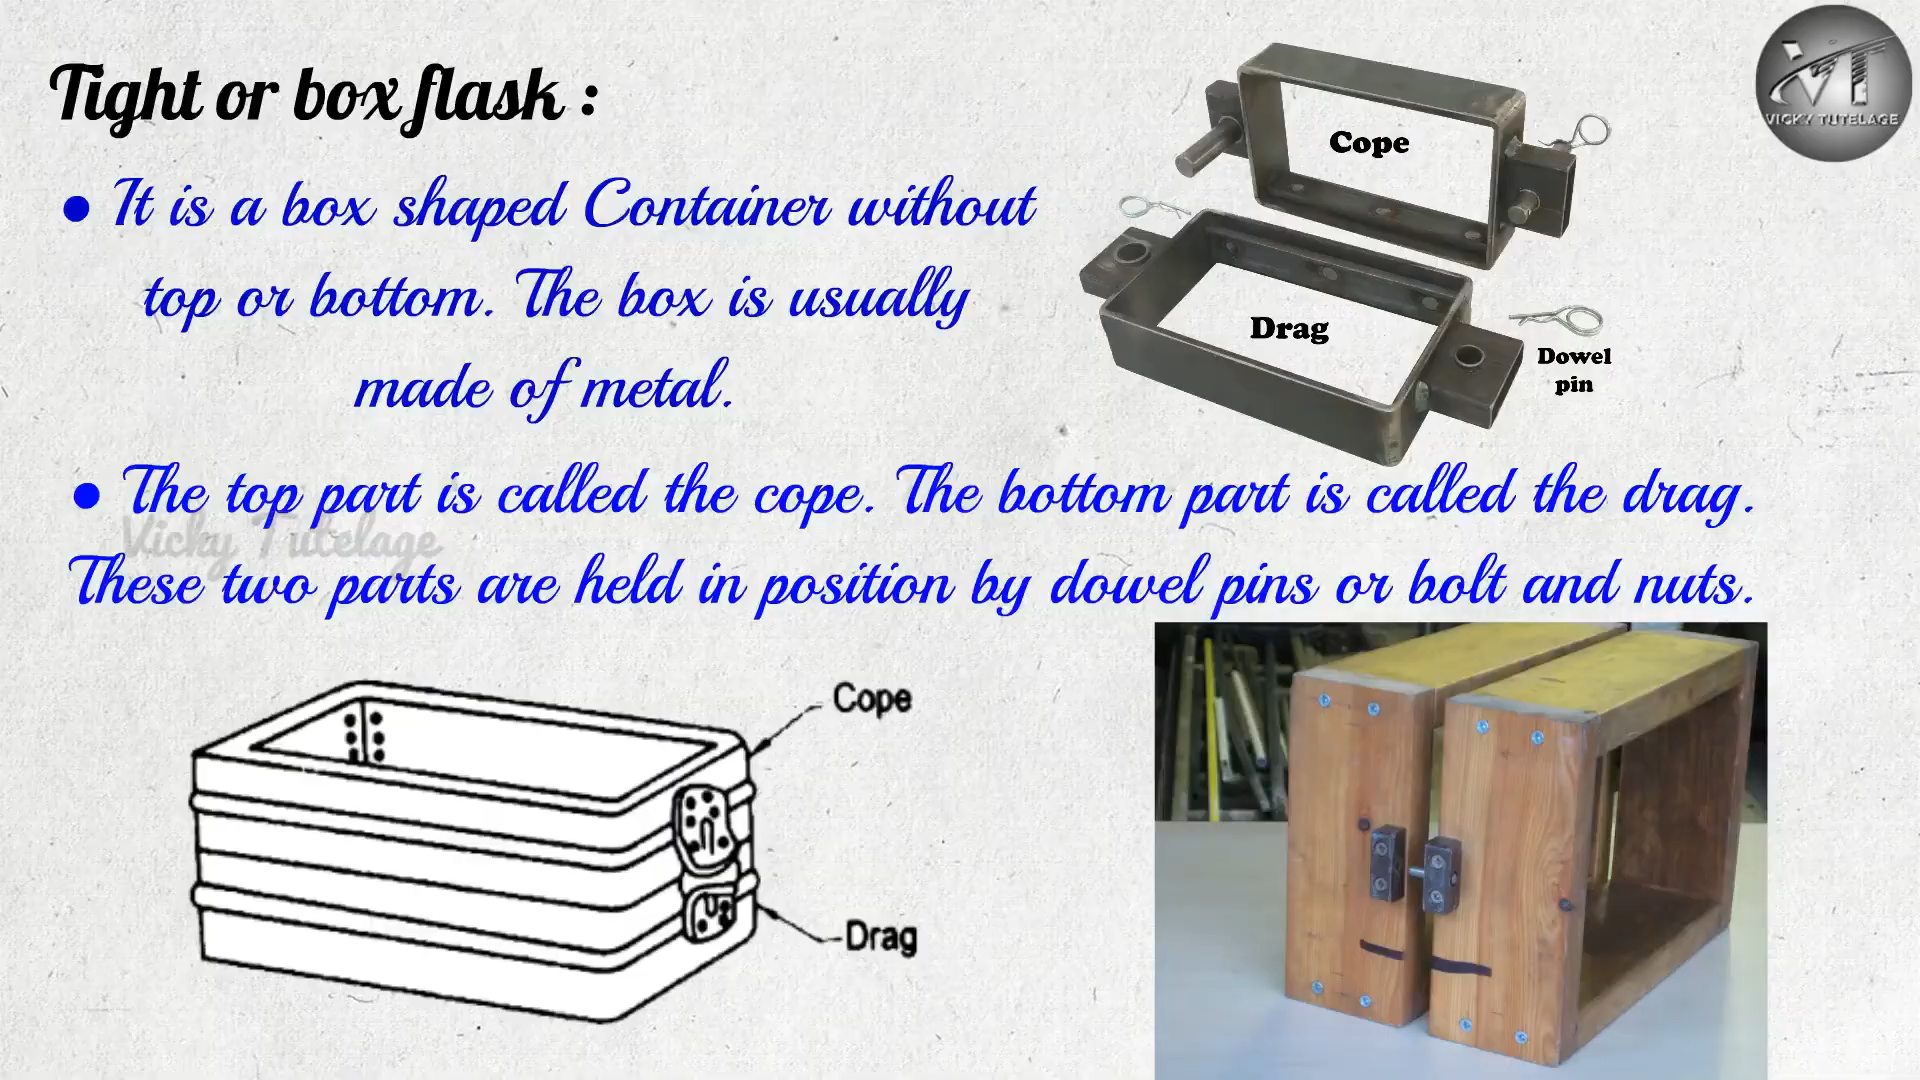 Tight or box flask :
• It is a box shaped Container without
top or bottom. The box is usually
made of metal.
• The top part is called the cope. The bottom part is called the drag.
These two parts are held in position by dowel pins or bolt and nuts.
Cope
Drag
Dowel
pin
VT
VICKY TUTELAGE
Vicky Tutelage
Cope
Drag